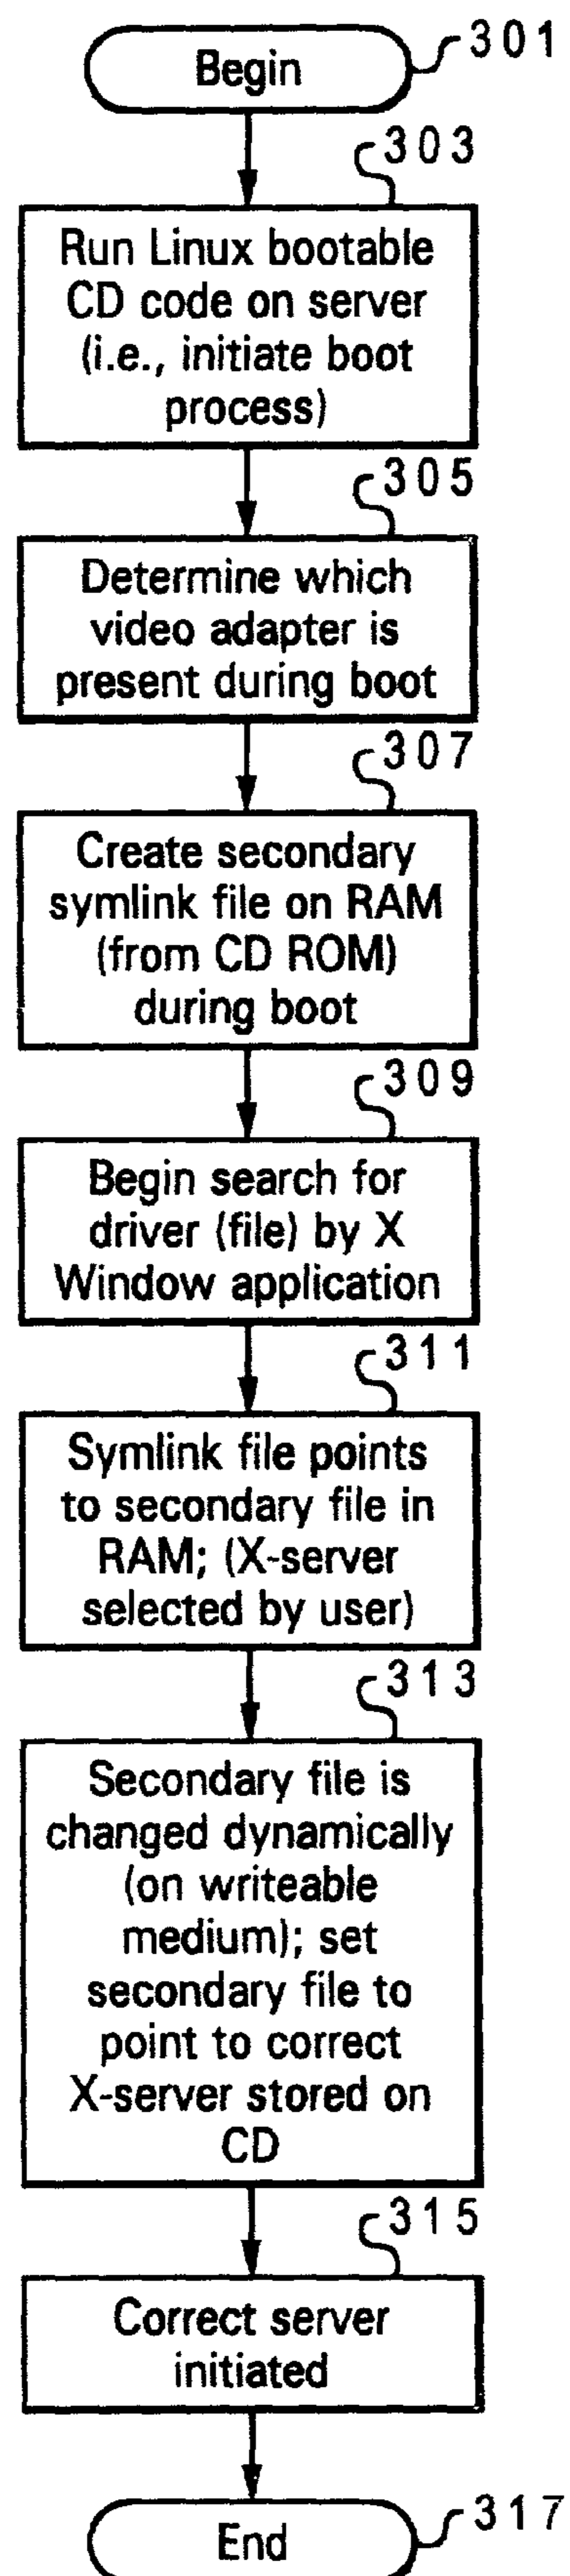 Begin
301
303
Run Linux bootable
CD code on server
(i.e., initiate boot
process)
305
Determine which
video adapter is
present during boot
307
Create secondary
symlink file on RAM
(from CD ROM)
during boot
309
Begin search for
driver (file) by X
Window application
311
Symlink file points
to secondary file in
RAM; (X-server
selected by user)
313
Secondary file is
changed dynamically
(on writeable
medium); set
secondary file to
point to correct
X-server stored on
CD
315
Correct server
initiated
End
317